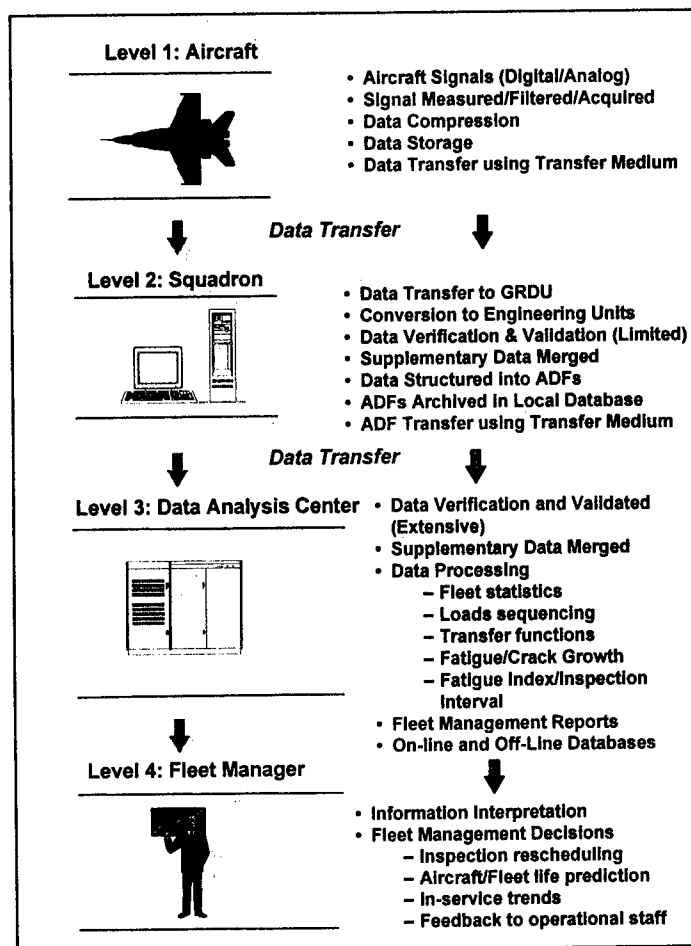 Level 1: Aircraft
• Aircraft Signals (Digital/Analog)
• Signal Measured/Filtered/Acquired
• Data Compression
• Data Storage
• Data Transfer using Transfer Medium
Data Transfer
Level 2: Squadron
• Data Transfer to GRDU
• Conversion to Engineering Units
• Data Verification & Validation (Limited)
• Supplementary Data Merged
• Data Structured into ADFs
• ADFs Archived in Local Database
• ADF Transfer using Transfer Medium
Data Transfer
Level 3: Data Analysis Center
• Data Verification and Validated
(Extensive)
• Supplementary Data Merged
• Data Processing
– Fleet statistics
– Loads sequencing
– Transfer functions
– Fatigue/Crack Growth
– Fatigue Index/Inspection
Interval
• Fleet Management Reports
• On-line and Off-Line Databases
Level 4: Fleet Manager
• Information Interpretation
• Fleet Management Decisions
– Inspection rescheduling
– Aircraft/Fleet life prediction
– In-service trends
– Feedback to operational staff